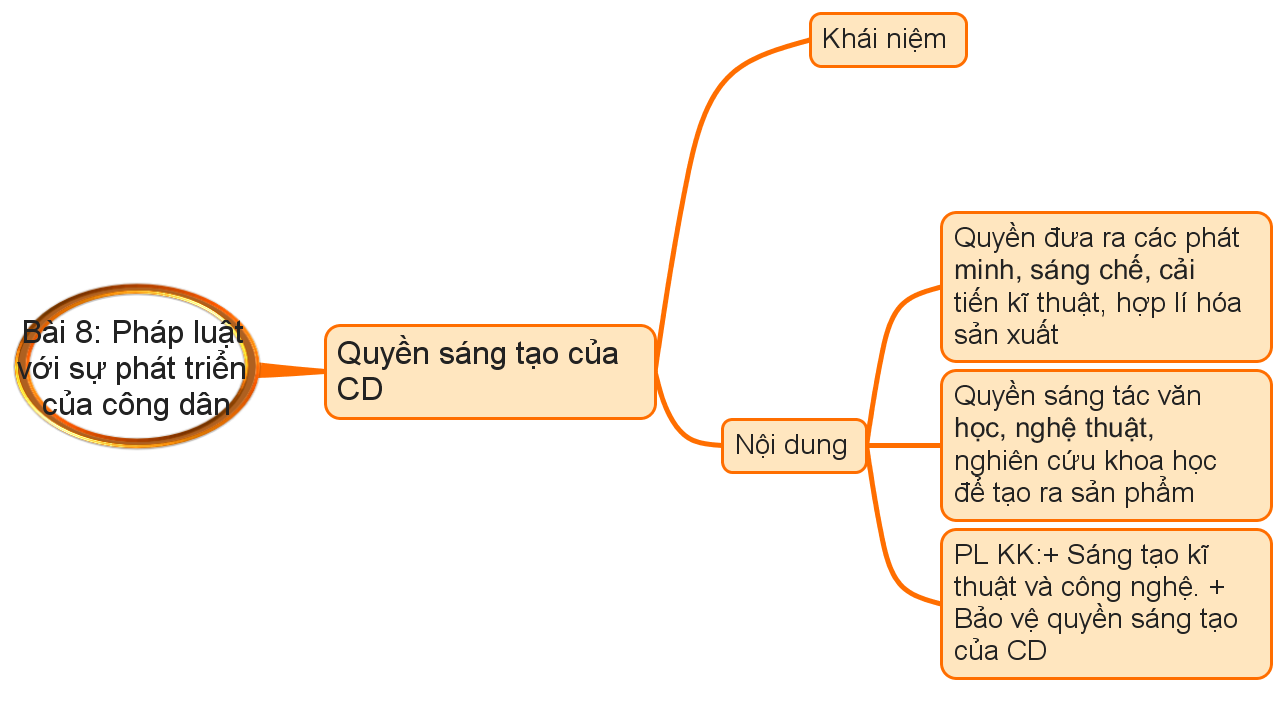 Bài 8: Pháp luật
với sự phát triển
của công dân
Quyền sáng tạo của
CD
Khái niệm
Nội dung
Quyền đưa ra các phát
minh, sáng chế, cải
tiến kĩ thuật, hợp lí hóa
sản xuất
Quyền sáng tác văn
học, nghệ thuật,
nghiên cứu khoa học
để tạo ra sản phẩm
PL KK:+ Sáng tạo kĩ
thuật và công nghệ. +
Bảo vệ quyền sáng tạo
của CD